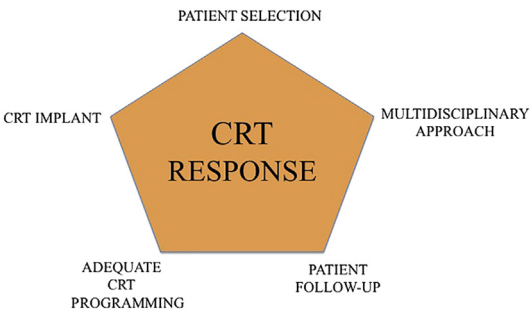 PATIENT SELECTION
CRT IMPLANT
MULTIDISCIPLINARY
APPROACH
CRT
RESPONSE
ADEQUATE
CRT
PROGRAMMING
PATIENT
FOLLOW-UP